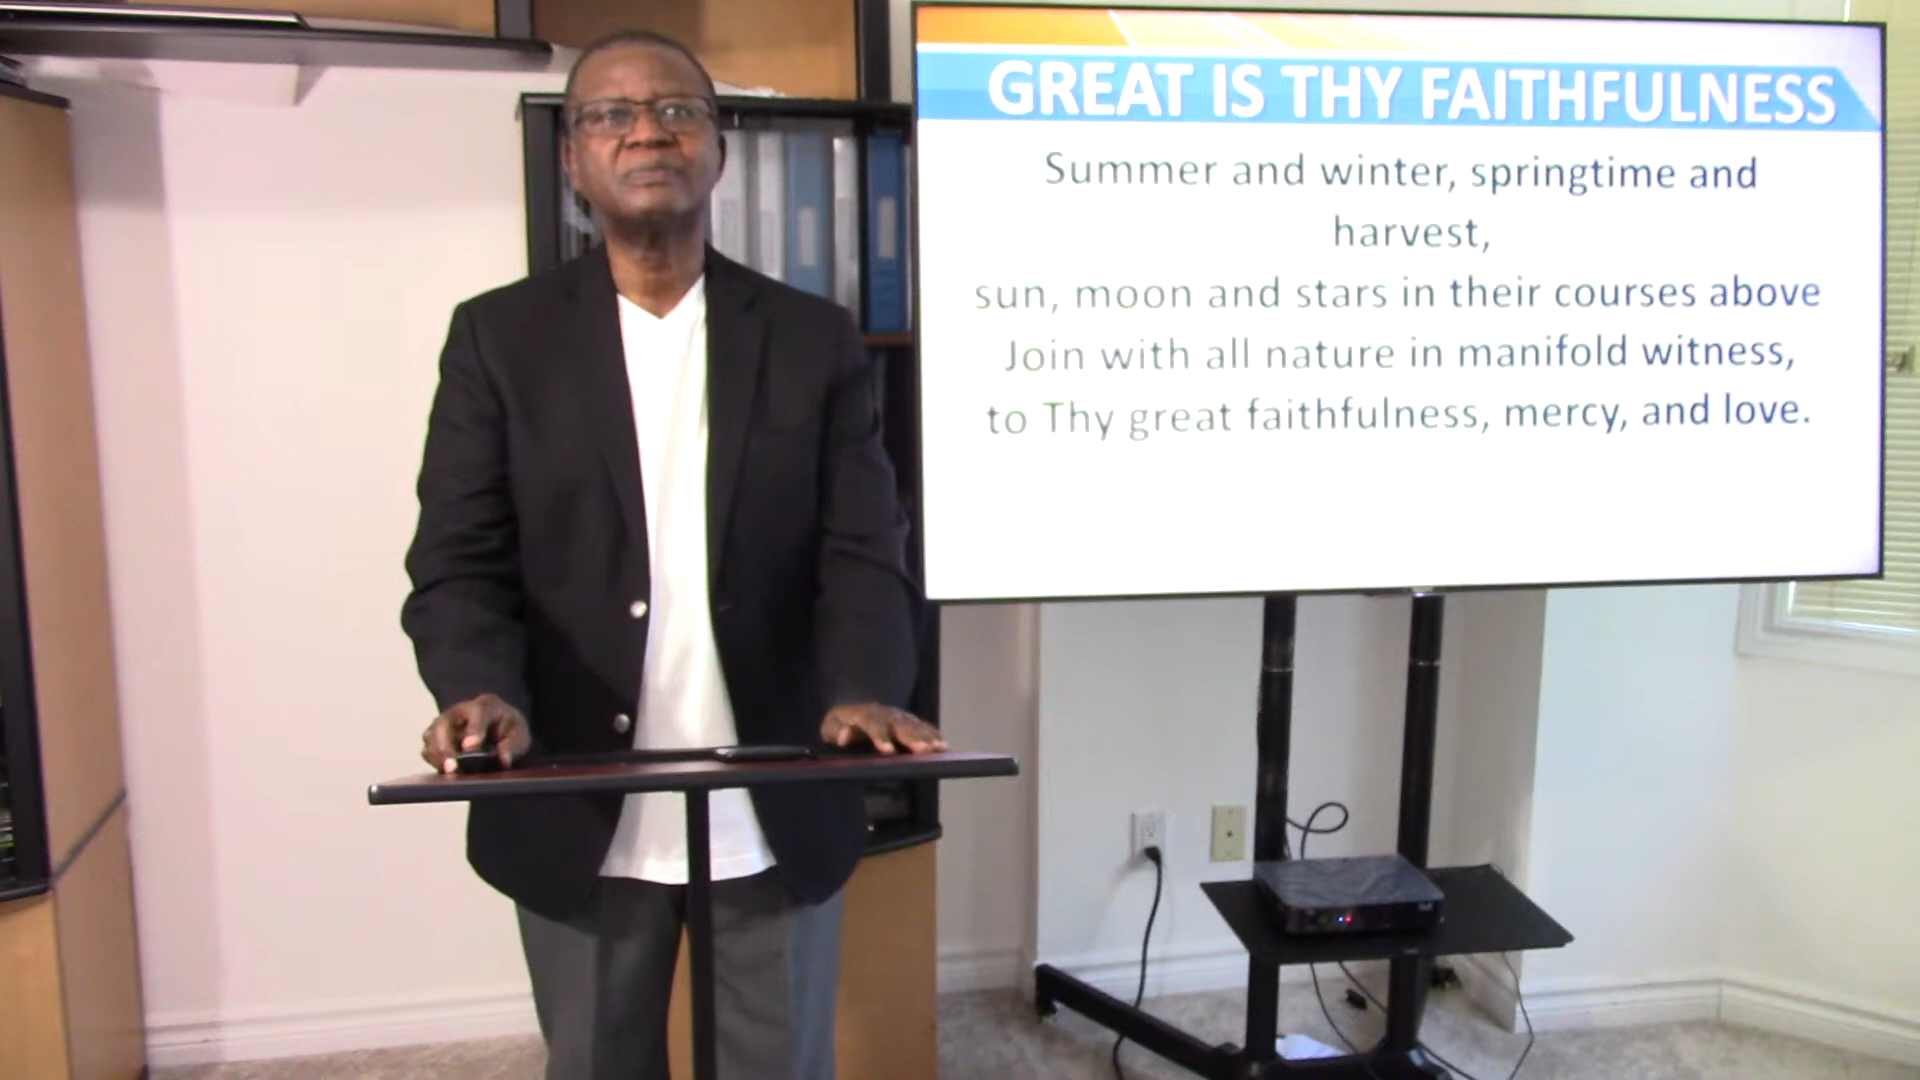 GREAT IS THY FAITHFULNESS
Summer and winter, springtime and
harvest,
sun, moon and stars in their courses above
Join with all nature in manifold witness,
to Thy great faithfulness, mercy, and love.